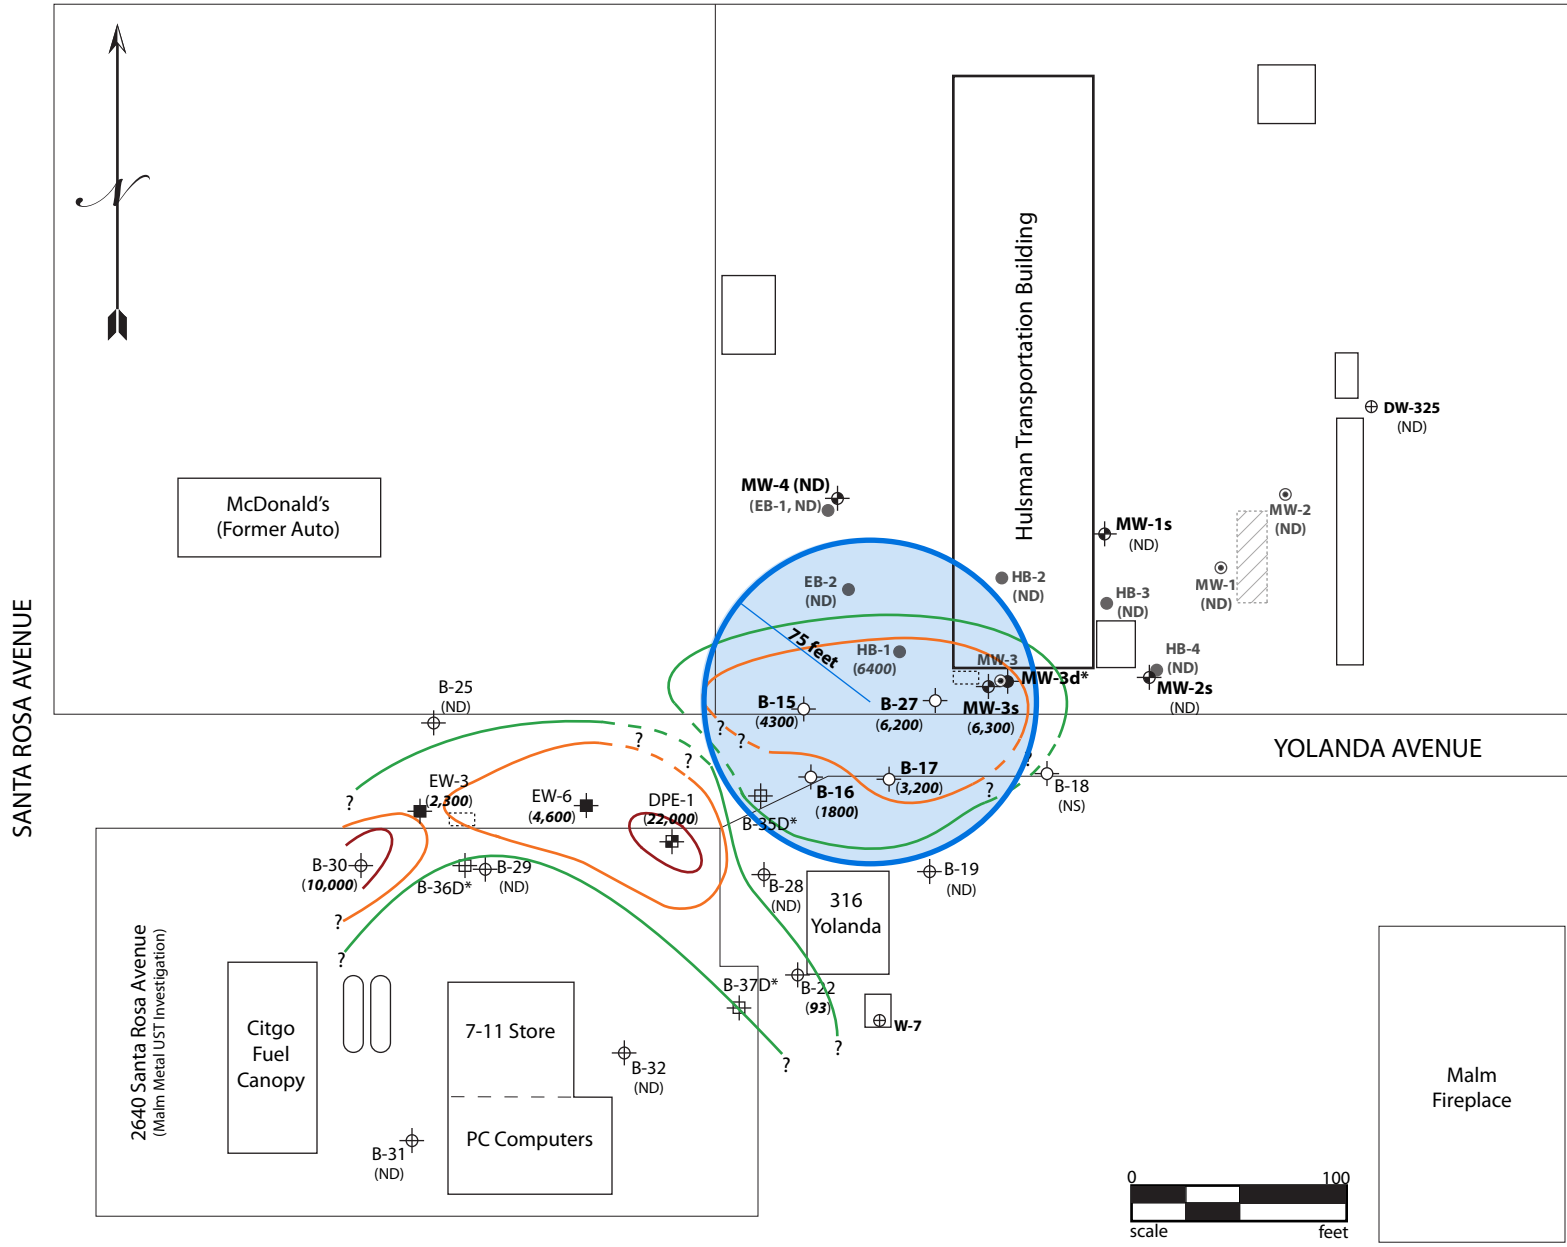 N
Hulsman Transportation Building
DW-325
(ND)
McDonald's
(Former Auto)
MW-4 (ND)
(EB-1, ND)
MW-2
(ND)
MW-1s
(ND)
MW-1
(ND)
EB-2
(ND)
HB-2
(ND)
HB-3
(ND)
SANTA ROSA AVENUE
75 feet
HB-1
(6400)
MW-3
MW-3d*
HB-4
(ND)
MW-2s
(ND)
B-25
(ND)
B-15
(4300)
B-27
(6,200)
MW-3s
(6,300)
YOLANDA AVENUE
?
?
?
?
?
?
?
EW-3
(2,300)
EW-6
(4,600)
DPE-1
(22,000)
B-16
(1800)
B-17
(3,200)
B-18
(NS)
B-35D*
B-30
(10,000)
B-36D*
B-29
(ND)
B-28
(ND)
B-19
(ND)
316
Yolanda
?
?
2640 Santa Rosa Avenue
(Malm Metal UST Investigation)
B-37D*
B-22
(93)
W-7
Citgo
Fuel
Canopy
7-11 Store
?
?
B-32
(ND)
PC Computers
B-31
(ND)
Malm
Fireplace
0 100
scale feet